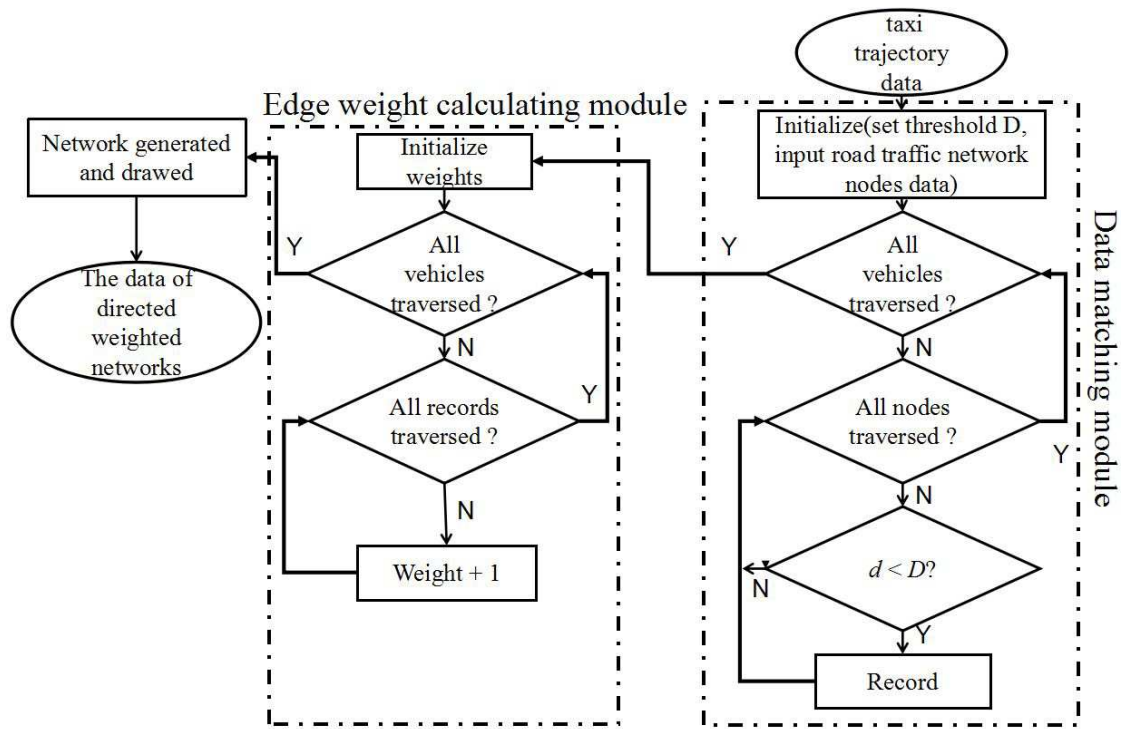 taxi
trajectory
data
Edge weight calculating module
Network generated
and drawed
Initialize
weights
Initialize(set threshold D,
input road traffic network
nodes data)
Data matching module
Y
All
vehicles
traversed ?
Y
All
vehicles
traversed ?
The data of
directed
weighted
networks
N
N
Y
All records
traversed ?
All nodes
traversed ?
Y
N
N
Weight + 1
d < D?
N
Y
Record